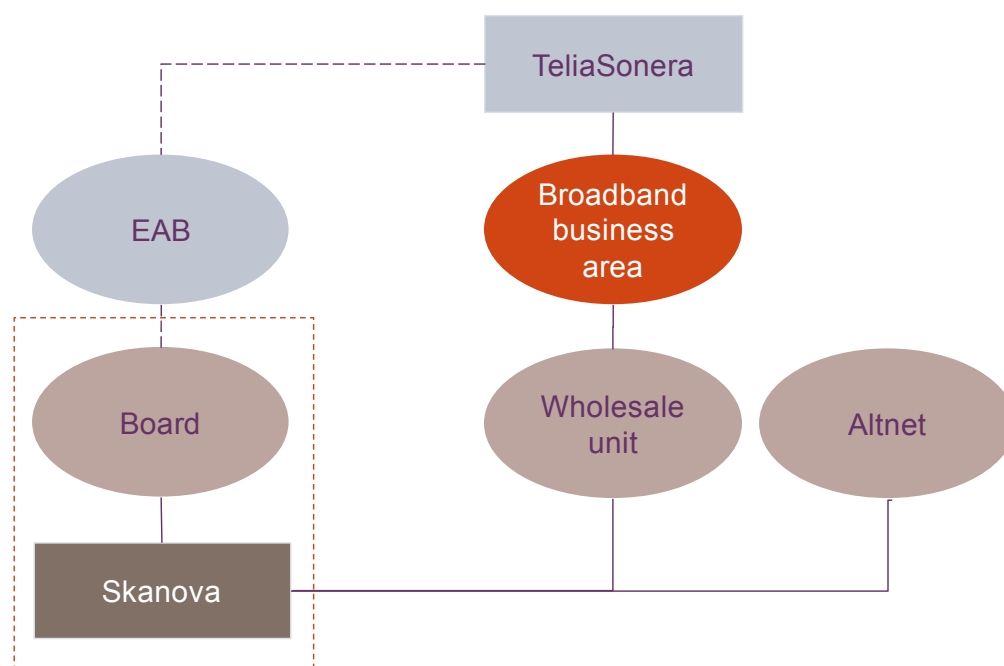 TeliaSonera
EAB
Broadband
business
area
Board
Wholesale
unit
Altnet
Skanova